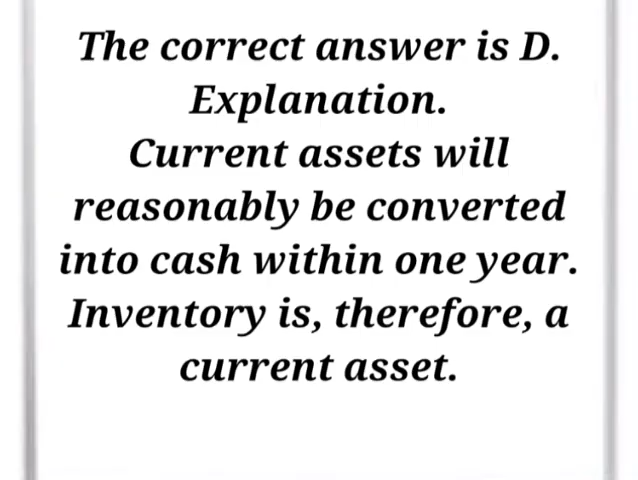 The correct answer is D.
Explanation.
Current assets will
reasonably be converted
into cash within one year.
Inventory is, therefore, a
current asset.